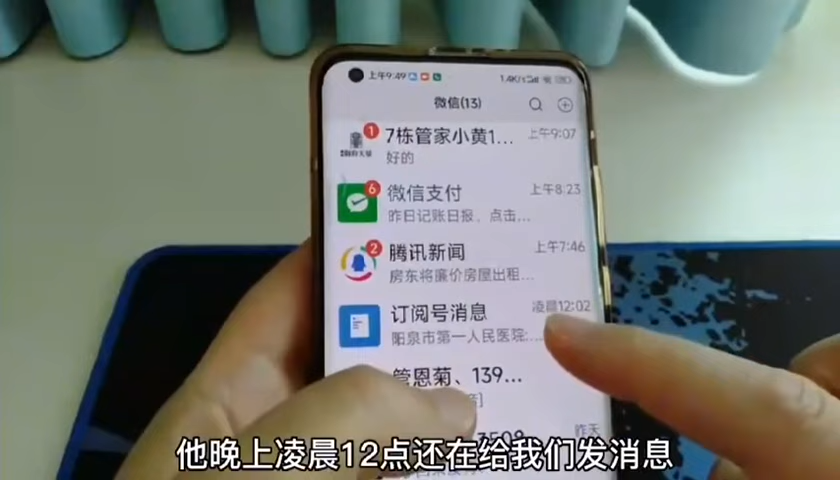 上午9:49
1.4K/s
微信(13)
1
7栋管家小黄1...
上午9:07
好的
6
微信支付
上午8:23
昨日记账日报，点击...
2
腾讯新闻
上午7:46
房东将廉价房屋出租...
订阅号消息
凌晨12:02
阳泉市第一人民医院:...
管恩菊、139...
昨天
他晚上凌晨12点还在给我们发消息